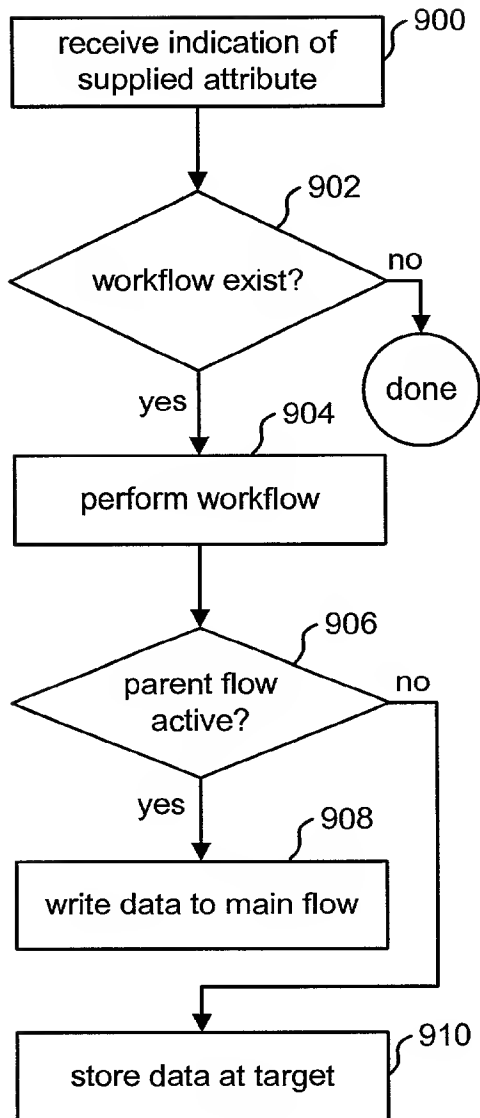 900
receive indication of
supplied attribute
902
workflow exist?
no
done
yes
904
perform workflow
906
parent flow
active?
no
yes
908
write data to main flow
910
store data at target